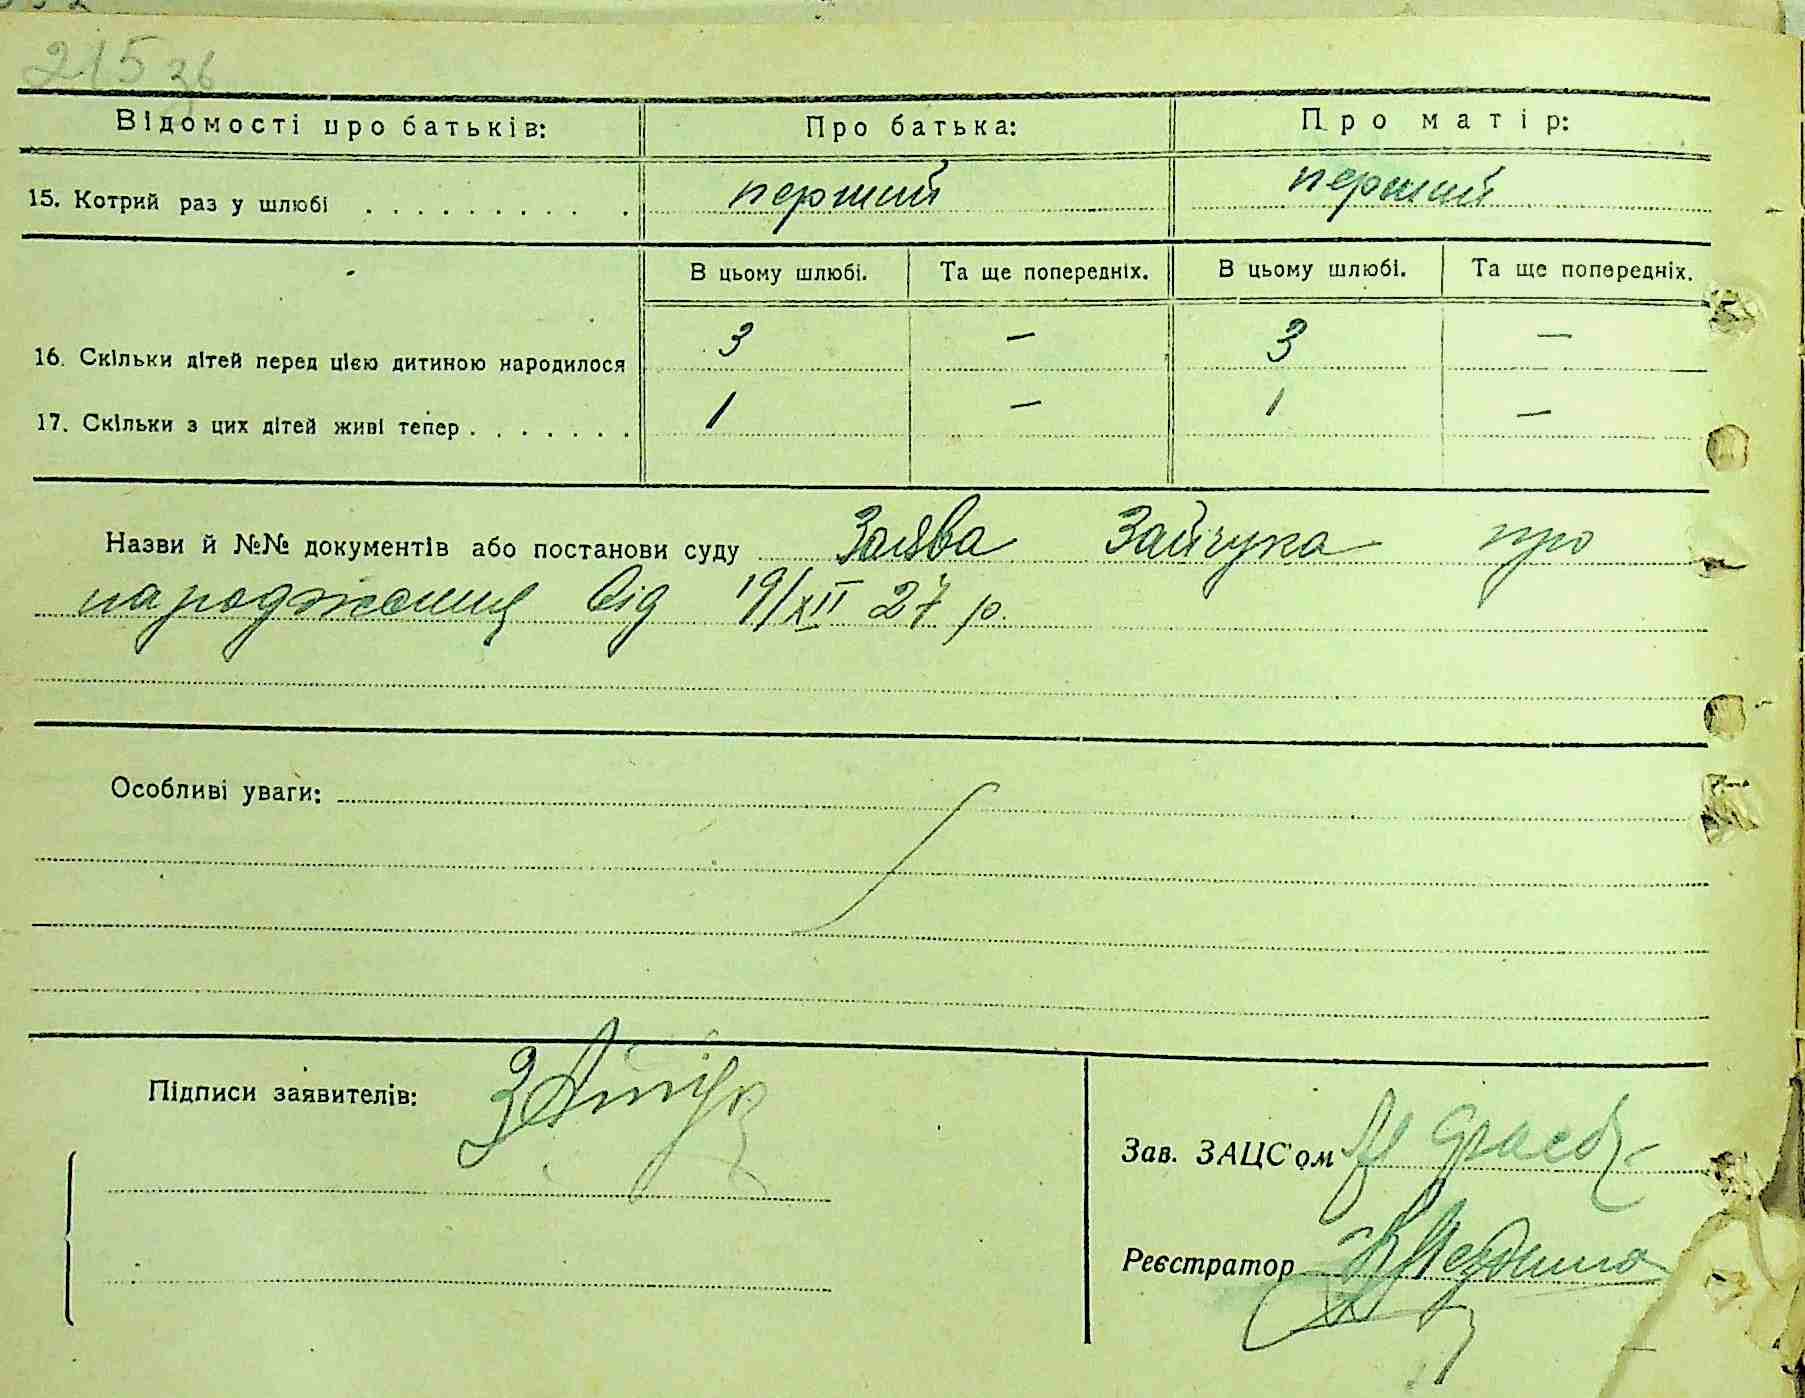 215 зв
Відомості про батьків: Про батька: Про матір:
15. Котрий раз у шлюбі . . . . . . . . . . перший перший
В цьому шлюбі. Та ще попередніх. В цьому шлюбі. Та ще попередніх.
16. Скільки дітей перед цією дитиною народилося 3 — 3 —
17. Скільки з цих дітей живі тепер . . . . . . . 1 — 1 —
Назви й №№ документів або постанови суду Заява Зайчука про
народження від 19/XII 27 р.
Особливі уваги:
Підписи заявителів:
Зав. ЗАЦС'ом
Реєстратор